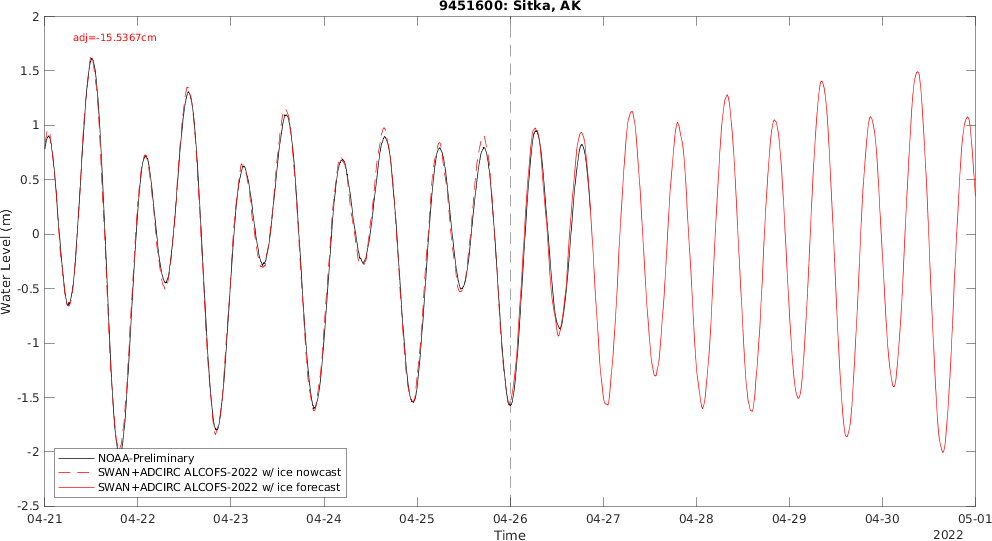 9451600: Sitka, AK
adj=-15.5367cm
2
1.5
1
0.5
0
-0.5
-1
-1.5
-2
-2.5
Water Level (m)
NOAA-Preliminary
SWAN+ADCIRC ALCOFS-2022 w/ ice nowcast
SWAN+ADCIRC ALCOFS-2022 w/ ice forecast
04-21 04-22 04-23 04-24 04-25 04-26 04-27 04-28 04-29 04-30 05-01
Time
2022